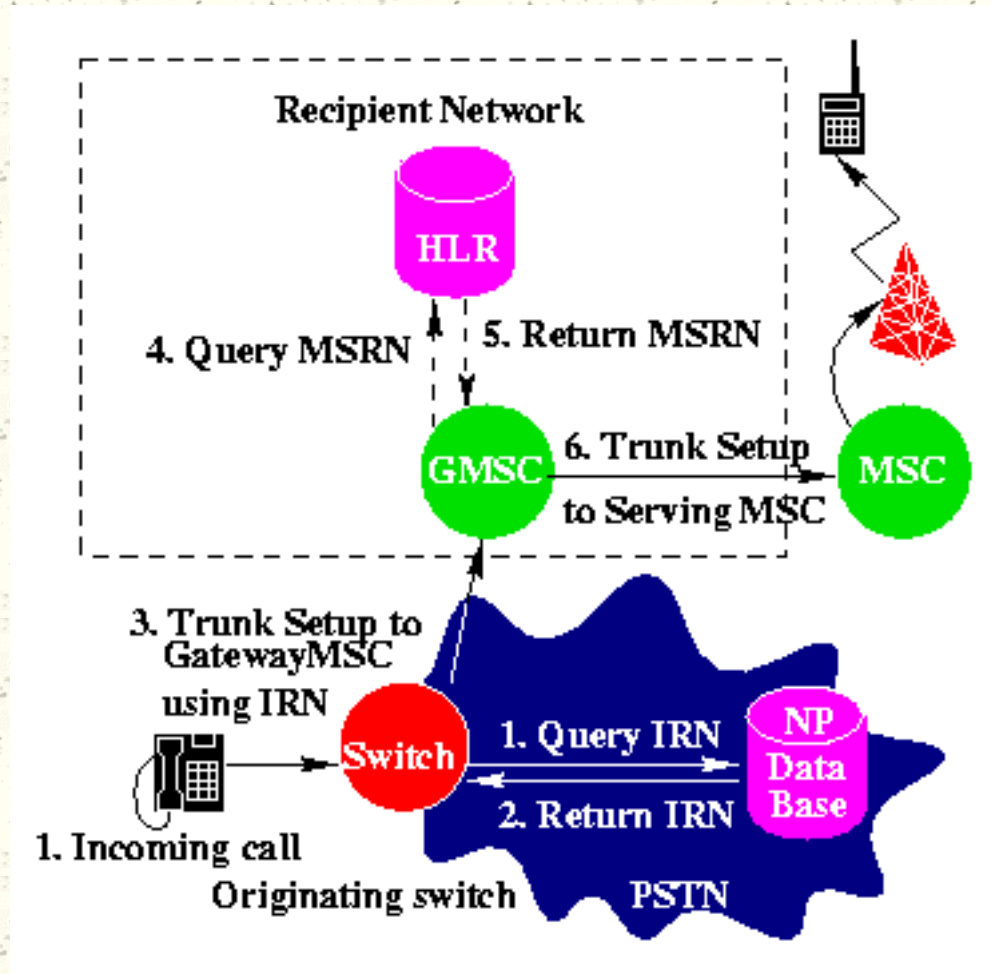 Recipient Network
HLR
4. Query MSRN
5. Return MSRN
GMSC
6. Trunk Setup
to Serving MSC
MSC
3. Trunk Setup to
GatewayMSC
using IRN
Switch
1. Query IRN
2. Return IRN
NP
Data
Base
1. Incoming call
Originating switch
PSTN